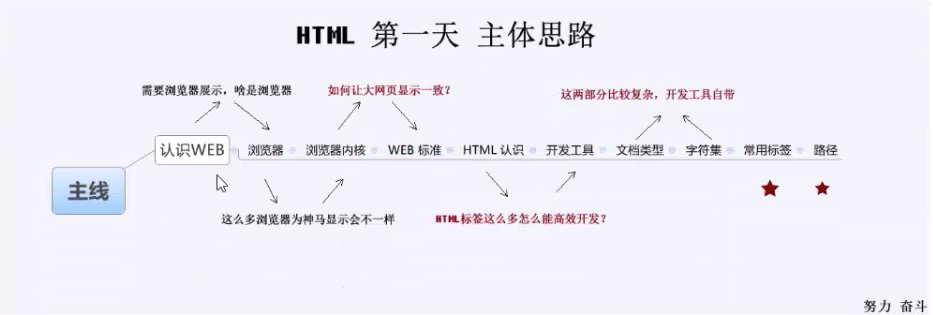 HTML 第一天 主体思路
需要浏览器展示，啥是浏览器
如何让大网页显示一致？
这两部分比较复杂，开发工具自带
认识WEB 浏览器 浏览器内核 WEB 标准 HTML 认识 开发工具 文档类型 字符集 常用标签 路径
主线
这么多浏览器为神马显示会不一样
HTML标签这么多怎么能高效开发？
努力 奋斗